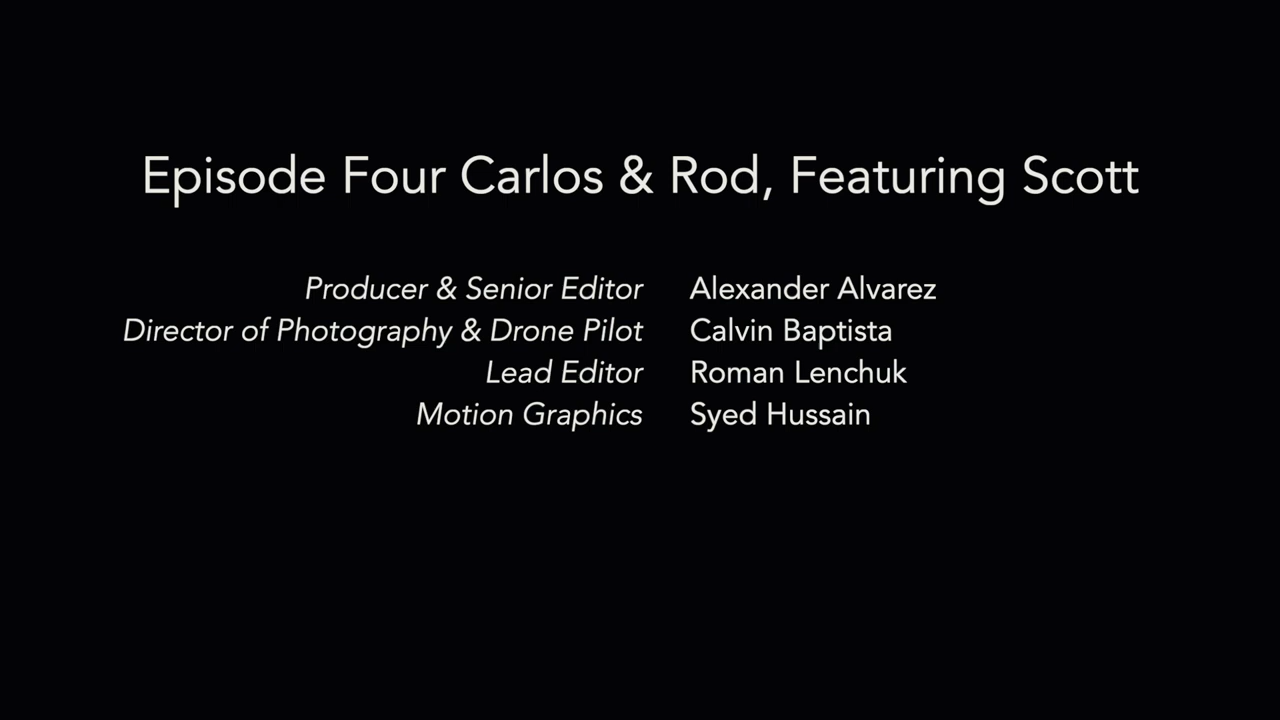 Episode Four Carlos & Rod, Featuring Scott
Producer & Senior Editor Alexander Alvarez
Director of Photography & Drone Pilot Calvin Baptista
Lead Editor Roman Lenchuk
Motion Graphics Syed Hussain